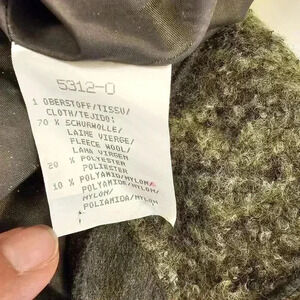 5312-0
1 OBERSTOFF/TISSU/
CLOTH/TEJIDO:
70 % SCHURWOLLE/
LAINE VIERGE/
FLEECE WOOL/
LANA VIRGEN
20 % POLYESTER
POLIESTER
10 % POLYAMID/NYLON/
POLYAMIDE/NYLON/
NYLON/
POLIAMIDA/NYLON